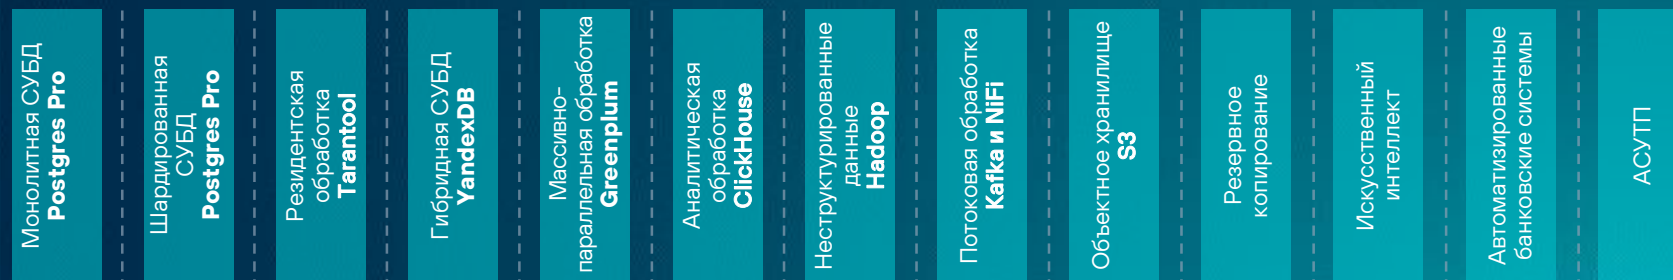 Монолитная СУБД
Postgres Pro
Шардированная
СУБД
Postgres Pro
Резидентская
обработка
Tarantool
Гибридная СУБД
YandexDB
Массивно-
параллельная обработка
Greenplum
Аналитическая
обработка
ClickHouse
Неструктурированные
данные
Hadoop
Потоковая обработка
Kafka и NiFi
Объектное хранилище
S3
Резервное
копирование
Искусственный
интеллект
Автоматизированные
банковские системы
АСУТП